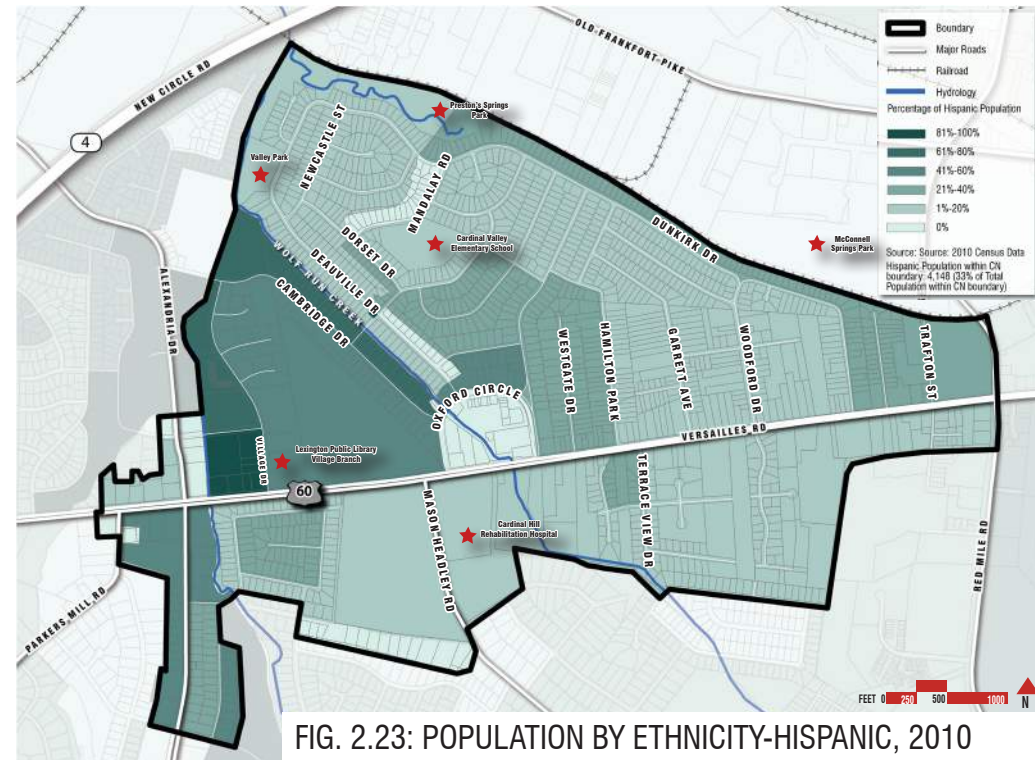 OLD FRANKFORT PIKE
NEW CIRCLE RD
4
Boundary
Major Roads
Railroad
Hydrology
Percentage of Hispanic Population
81%-100%
61%-80%
41%-60%
21%-40%
1%-20%
0%
Source: Source: 2010 Census Data
Hispanic Population within CN
boundary: 4,148 (33% of Total
Population within CN boundary)
Preston's Springs
Park
Valley Park
NEWCASTLE ST
MANDALAY RD
Cardinal Valley
Elementary School
McConnell
Springs Park
DUNKIRK DR
DORSET DR
DEAUVILLE DR
WOLF RUN CREEK
CAMBRIDGE DR
ALEXANDRIA DR
WESTGATE DR
HAMILTON PARK
GARRETT AVE
WOODFORD DR
TRAFTON ST
OXFORD CIRCLE
VERSAILLES RD
VILLAGE DR
Lexington Public Library
Village Branch
60
MASON HEADLEY RD
TERRACE VIEW DR
Cardinal Hill
Rehabilitation Hospital
RED MILE RD
PARKERS MILL RD
FEET 0 250 500 1000 N
FIG. 2.23: POPULATION BY ETHNICITY-HISPANIC, 2010